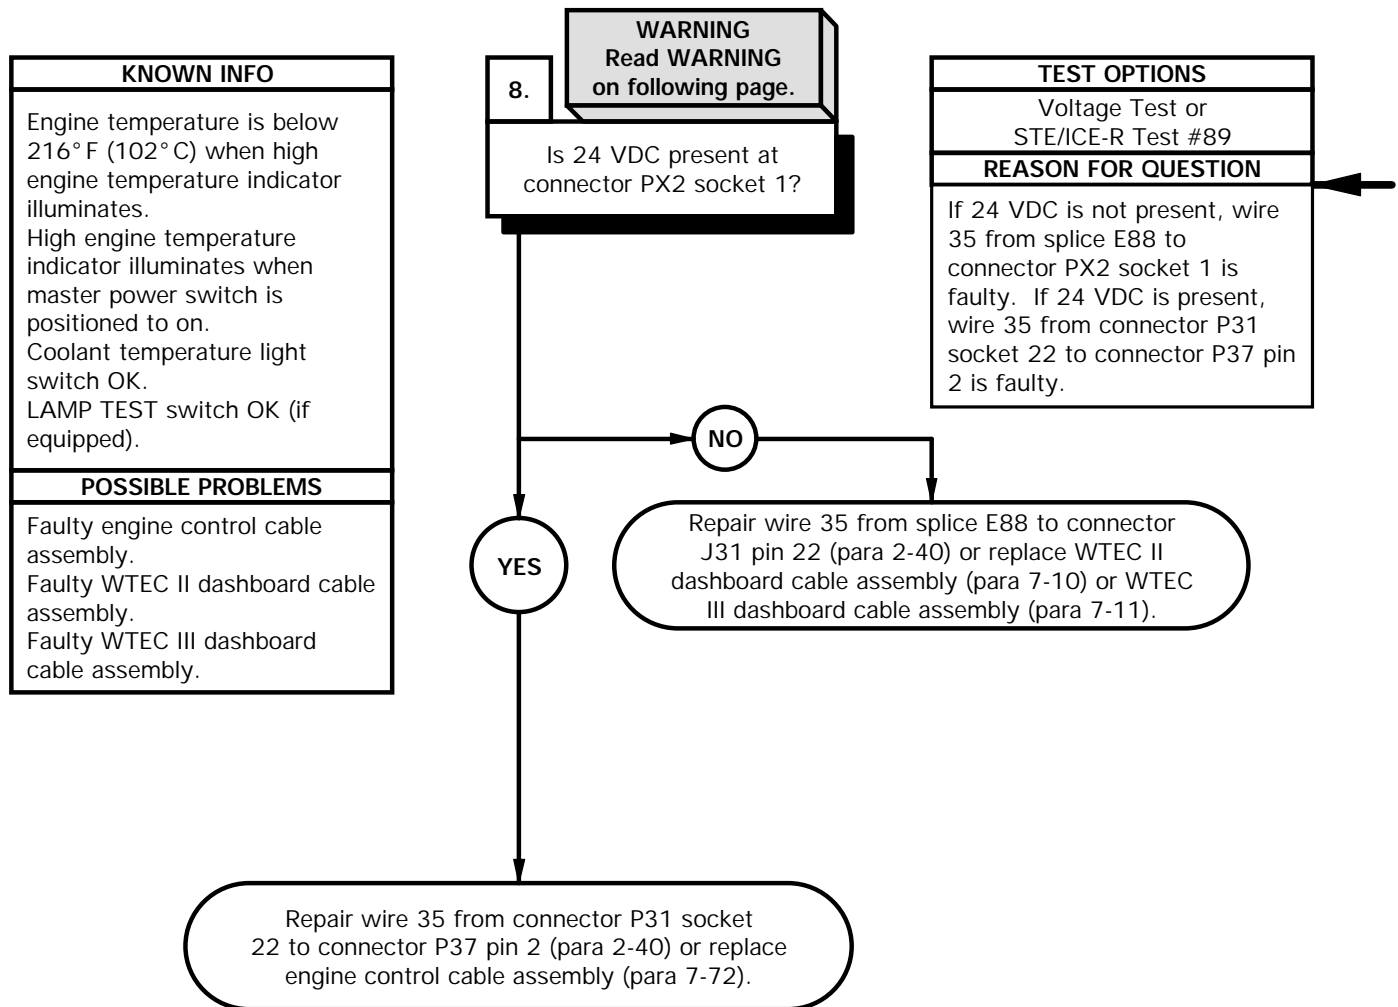 KNOWN INFO
Engine temperature is below
216°F (102°C) when high
engine temperature indicator
illuminates.
High engine temperature
indicator illuminates when
master power switch is
positioned to on.
Coolant temperature light
switch OK.
LAMP TEST switch OK (if
equipped).
POSSIBLE PROBLEMS
Faulty engine control cable
assembly.
Faulty WTEC II dashboard cable
assembly.
Faulty WTEC III dashboard
cable assembly.
WARNING
Read WARNING
on following page.
8.
Is 24 VDC present at
connector PX2 socket 1?
TEST OPTIONS
Voltage Test or
STE/ICE-R Test #89
REASON FOR QUESTION
If 24 VDC is not present, wire
35 from splice E88 to
connector PX2 socket 1 is
faulty.  If 24 VDC is present,
wire 35 from connector P31
socket 22 to connector P37 pin
2 is faulty.
NO
Repair wire 35 from splice E88 to connector
J31 pin 22 (para 2-40) or replace WTEC II
dashboard cable assembly (para 7-10) or WTEC
III dashboard cable assembly (para 7-11).
YES
Repair wire 35 from connector P31 socket
22 to connector P37 pin 2 (para 2-40) or replace
engine control cable assembly (para 7-72).